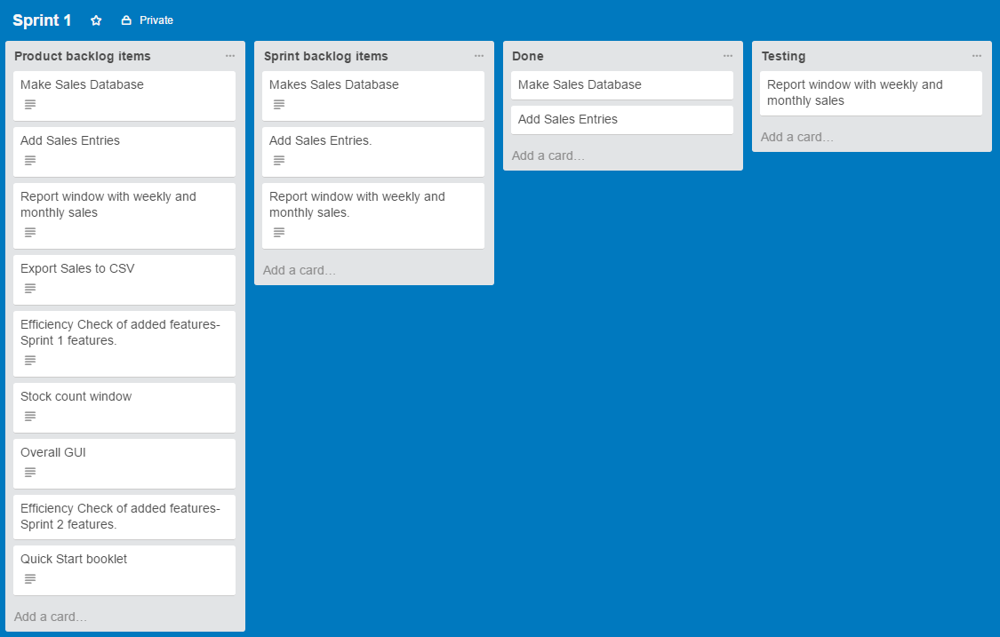 Sprint 1
Private
Product backlog items
Make Sales Database
Add Sales Entries
Report window with weekly and
monthly sales
Export Sales to CSV
Efficiency Check of added features-
Sprint 1 features.
Stock count window
Overall GUI
Efficiency Check of added features-
Sprint 2 features.
Quick Start booklet
Add a card…
Sprint backlog items
Makes Sales Database
Add Sales Entries.
Report window with weekly and
monthly sales.
Add a card…
Done
Make Sales Database
Add Sales Entries
Add a card…
Testing
Report window with weekly and
monthly sales
Add a card…